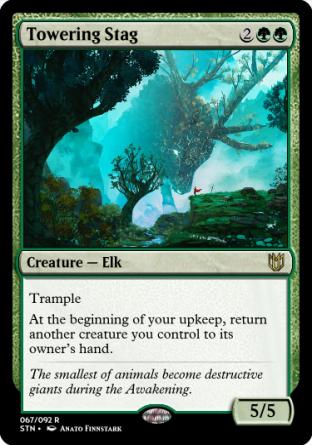 Towering Stag 2
Creature — Elk
Trample
At the beginning of your upkeep, return
another creature you control to its
owner's hand.
The smallest of animals become destructive
giants during the Awakening.
067/092 R
STN • Anato Finnstark
5/5